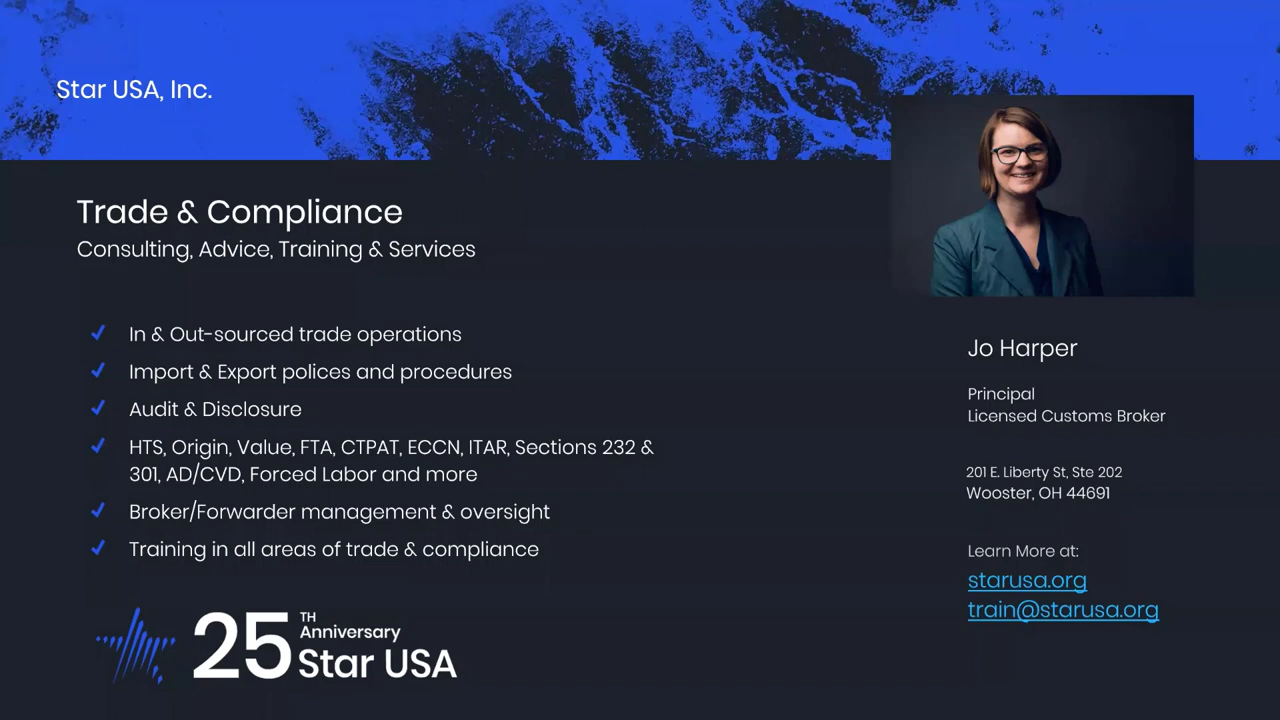 Star USA, Inc.
Trade & Compliance
Consulting, Advice, Training & Services
In & Out-sourced trade operations
Import & Export polices and procedures
Audit & Disclosure
HTS, Origin, Value, FTA, CTPAT, ECCN, ITAR, Sections 232 &
301, AD/CVD, Forced Labor and more
Broker/Forwarder management & oversight
Training in all areas of trade & compliance
25TH
Anniversary
Star USA
Jo Harper
Principal
Licensed Customs Broker
201 E. Liberty St, Ste 202
Wooster, OH 44691
Learn More at:
starusa.org
train@starusa.org